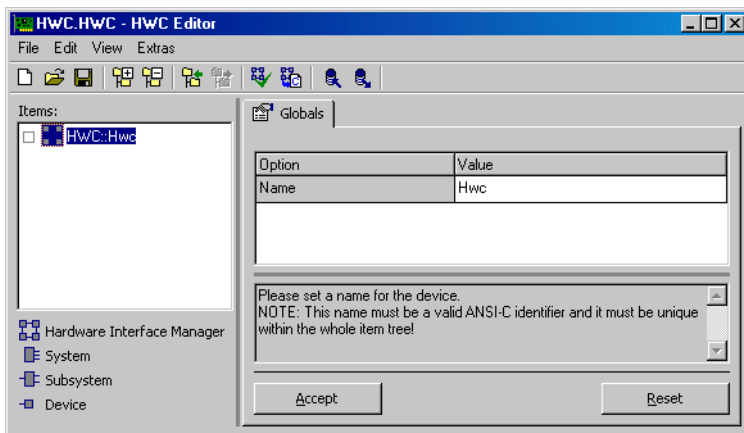 HWC.HWC - HWC Editor
File Edit View Extras
Items:
HWC::Hwc
Globals
Option Value
Name Hwc
Please set a name for the device.
NOTE: This name must be a valid ANSI-C identifier and it must be unique
within the whole item tree!
Hardware Interface Manager
System
Subsystem
Device
Accept Reset